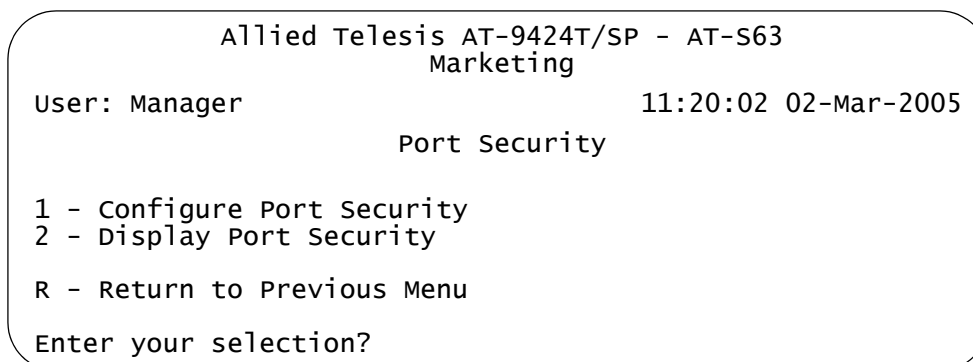 Allied Telesis AT-9424T/SP - AT-S63
Marketing
User: Manager 11:20:02 02-Mar-2005
Port Security
1 - Configure Port Security
2 - Display Port Security
R - Return to Previous Menu
Enter your selection?